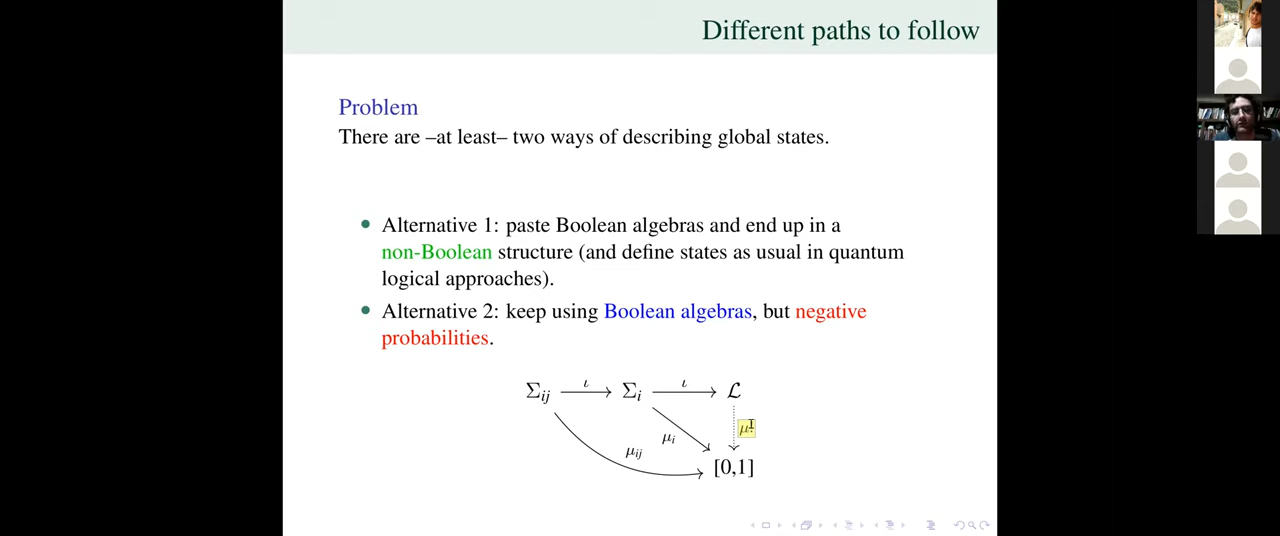 Different paths to follow
Problem
There are –at least– two ways of describing global states.
• Alternative 1: paste Boolean algebras and end up in a
non-Boolean structure (and define states as usual in quantum
logical approaches).
• Alternative 2: keep using Boolean algebras, but negative
probabilities.
Σij ι Σi ι ℒ
μ
μi
μij
[0,1]